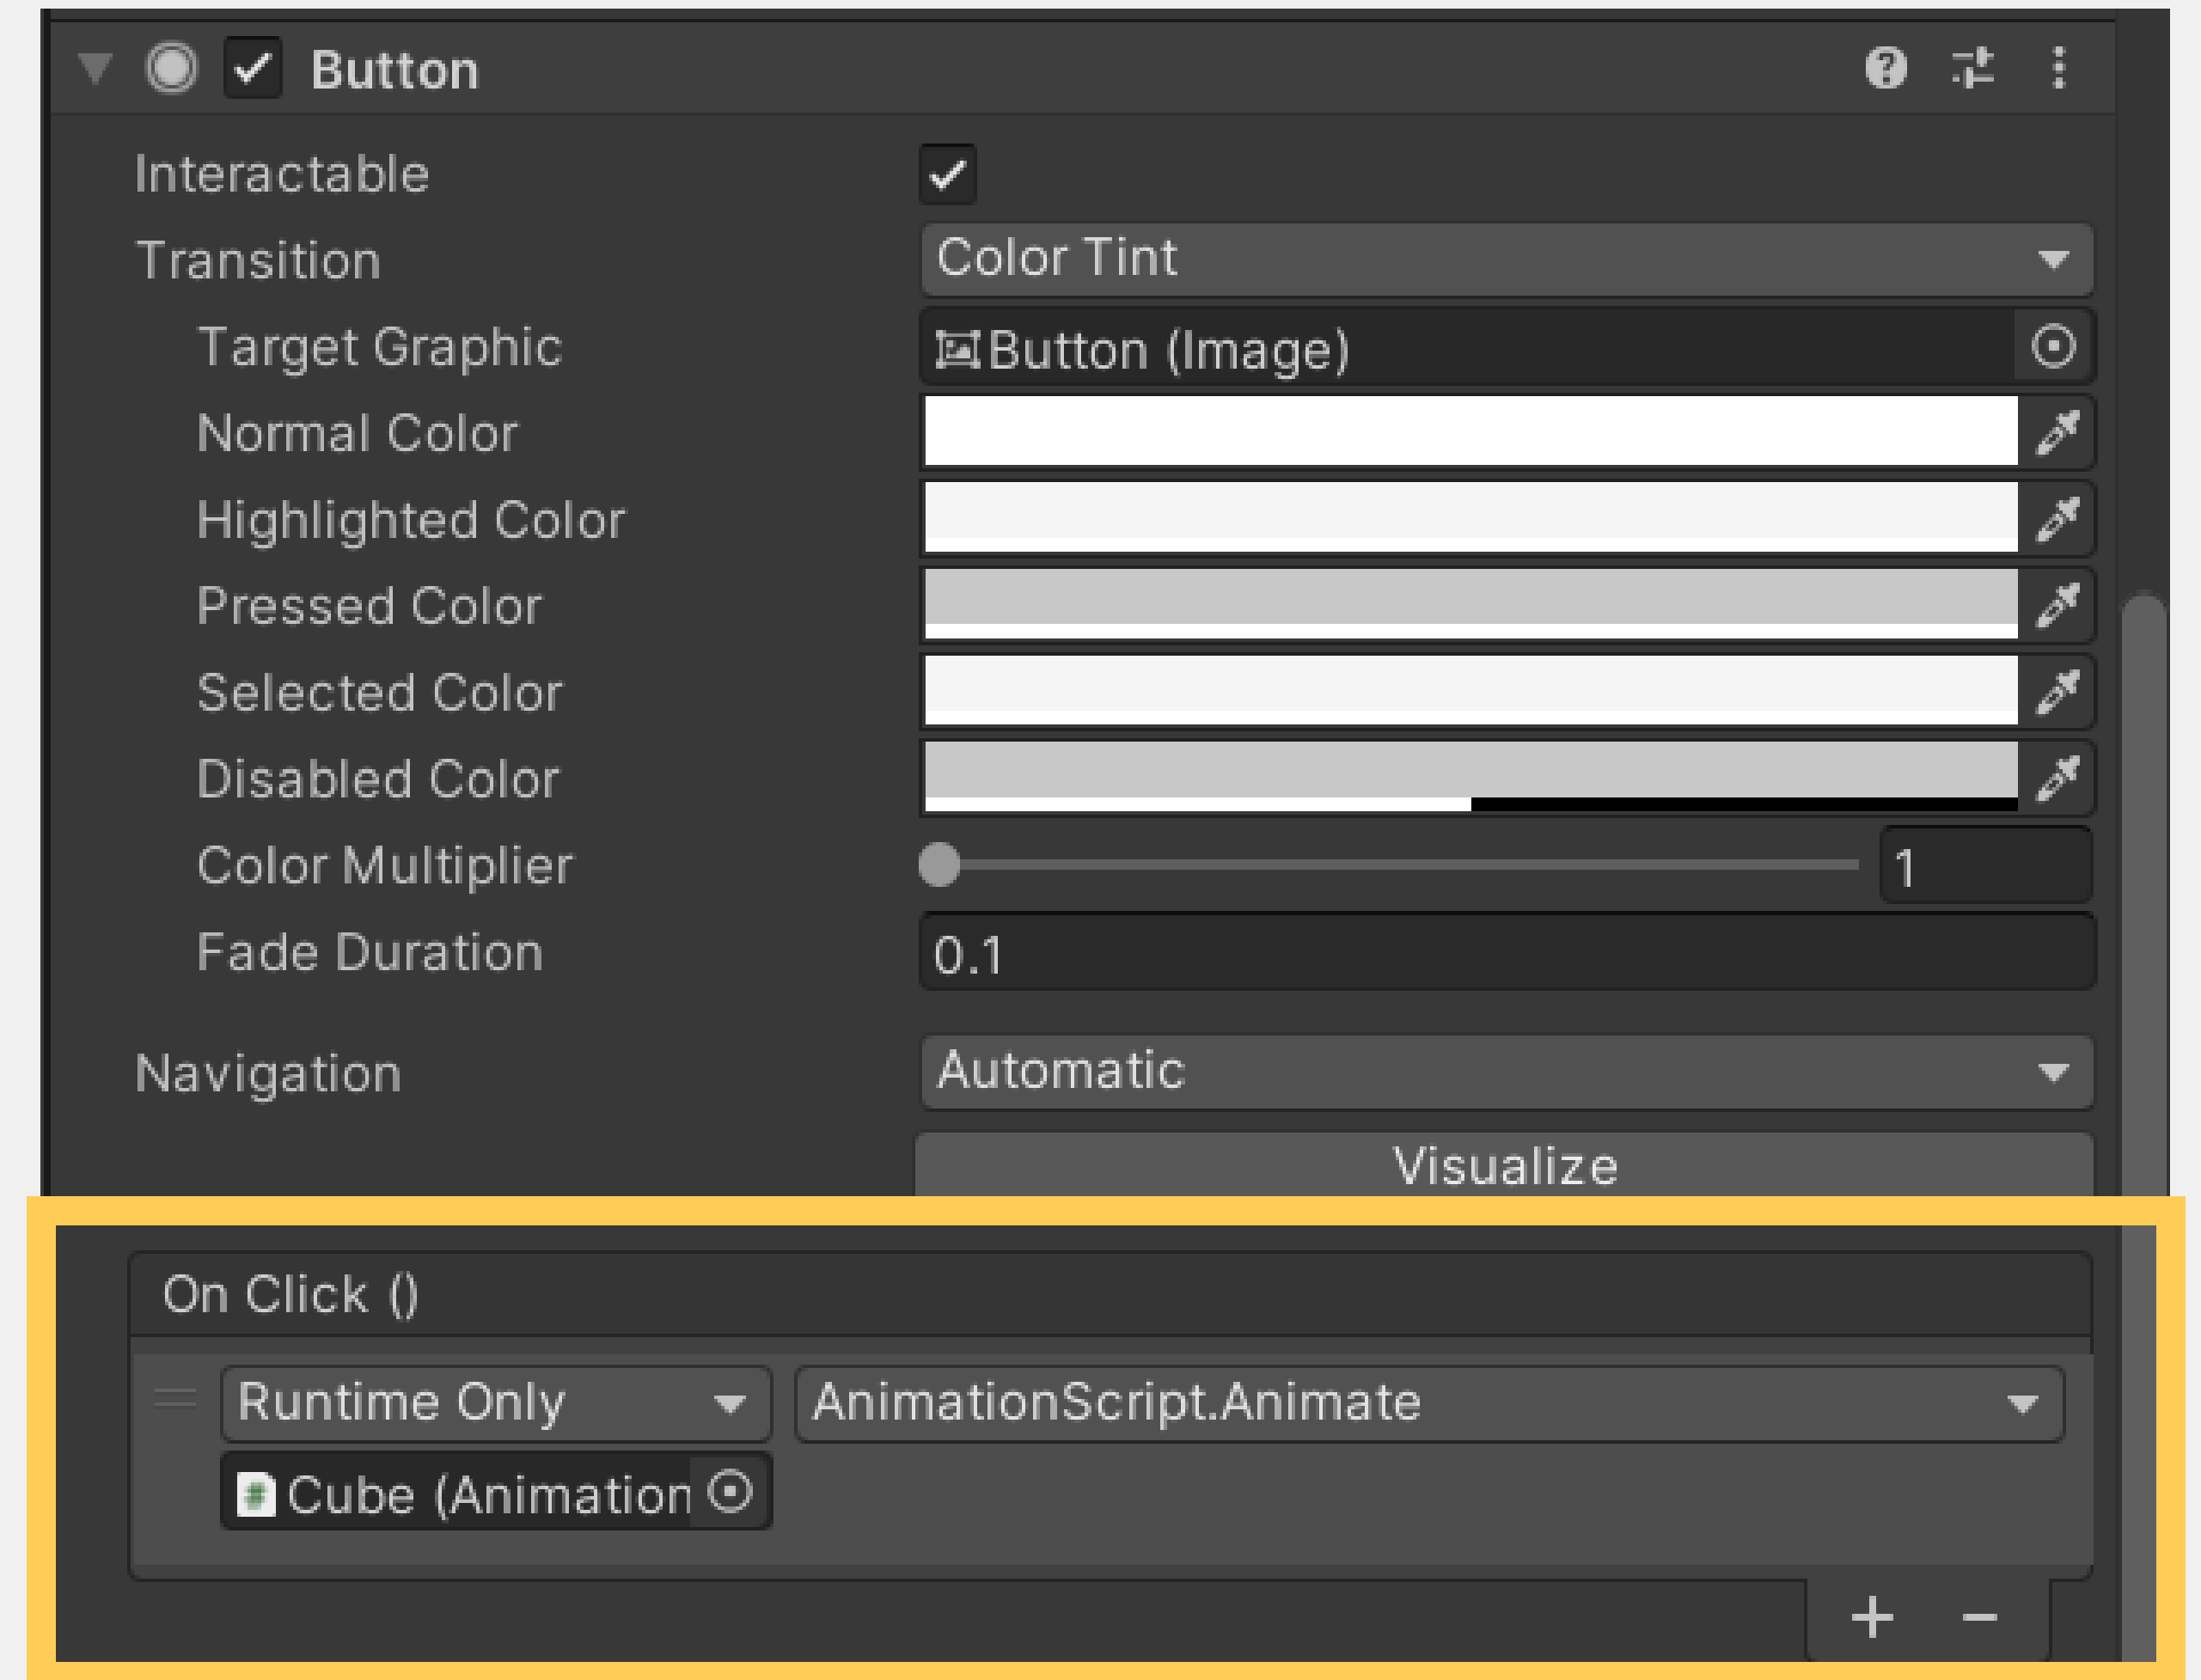 Button
Interactable
Transition Color Tint
Target Graphic Button (Image)
Normal Color
Highlighted Color
Pressed Color
Selected Color
Disabled Color
Color Multiplier 1
Fade Duration 0.1
Navigation Automatic
Visualize
On Click ()
Runtime Only AnimationScript.Animate
Cube (Animation